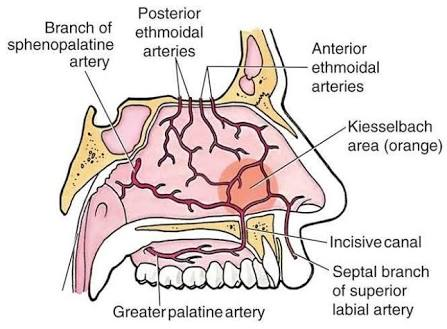 Branch of
sphenopalatine
artery
Posterior
ethmoidal
arteries
Anterior
ethmoidal
arteries
Kiesselbach
area (orange)
Incisive canal
Septal branch
of superior
labial artery
Greater palatine artery